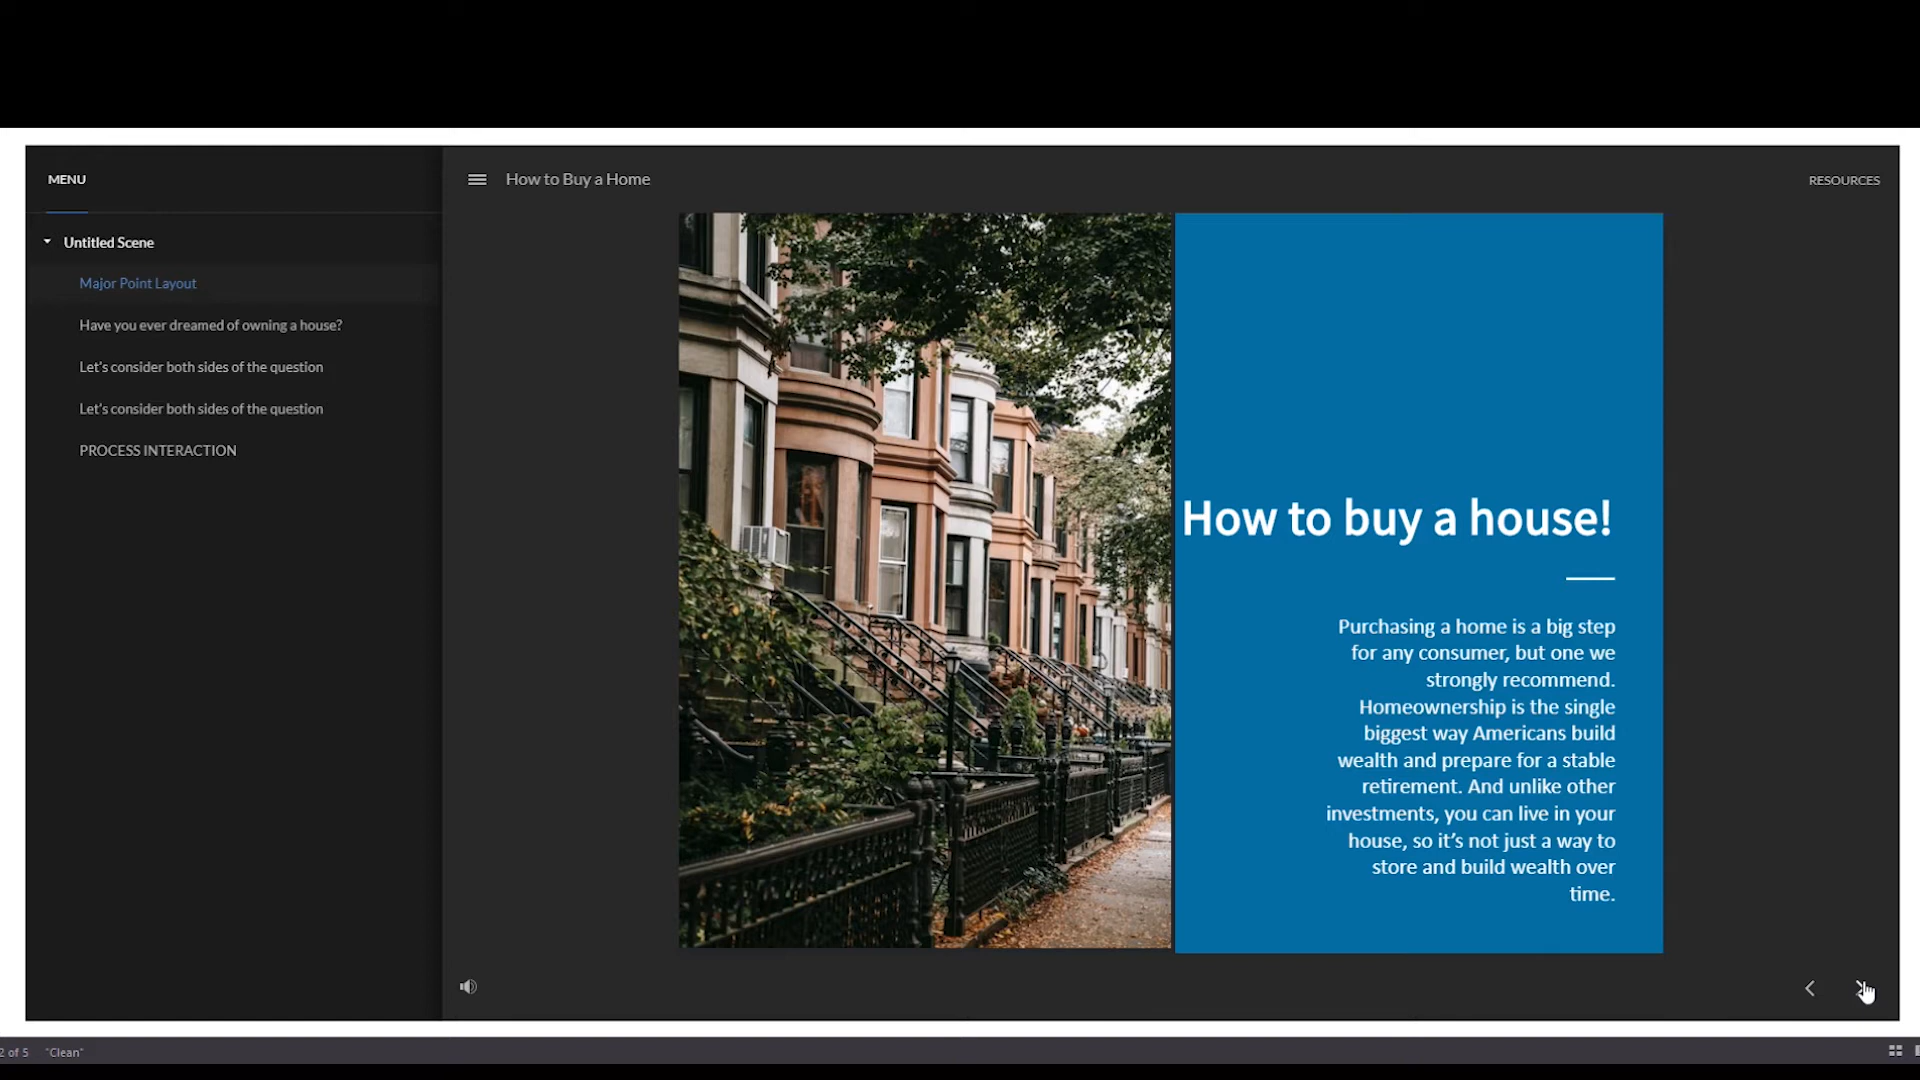 MENU
Untitled Scene
Major Point Layout
Have you ever dreamed of owning a house?
Let's consider both sides of the question
Let's consider both sides of the question
PROCESS INTERACTION
How to Buy a Home
RESOURCES
How to buy a house!
Purchasing a home is a big step
for any consumer, but one we
strongly recommend.
Homeownership is the single
biggest way Americans build
wealth and prepare for a stable
retirement. And unlike other
investments, you can live in your
house, so it’s not just a way to
store and build wealth over
time.
2 of 5 "Clean"